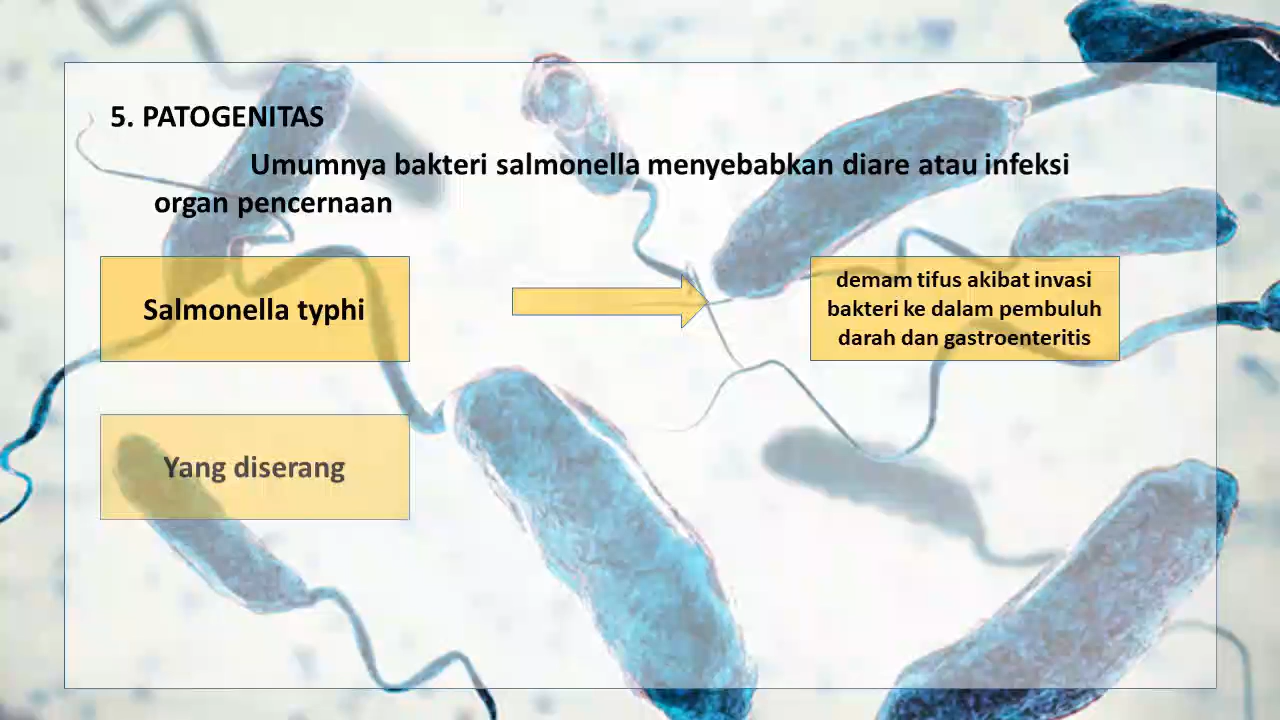 5. PATOGENITAS
Umumnya bakteri salmonella menyebabkan diare atau infeksi
organ pencernaan
Salmonella typhi
demam tifus akibat invasi
bakteri ke dalam pembuluh
darah dan gastroenteritis
Yang diserang